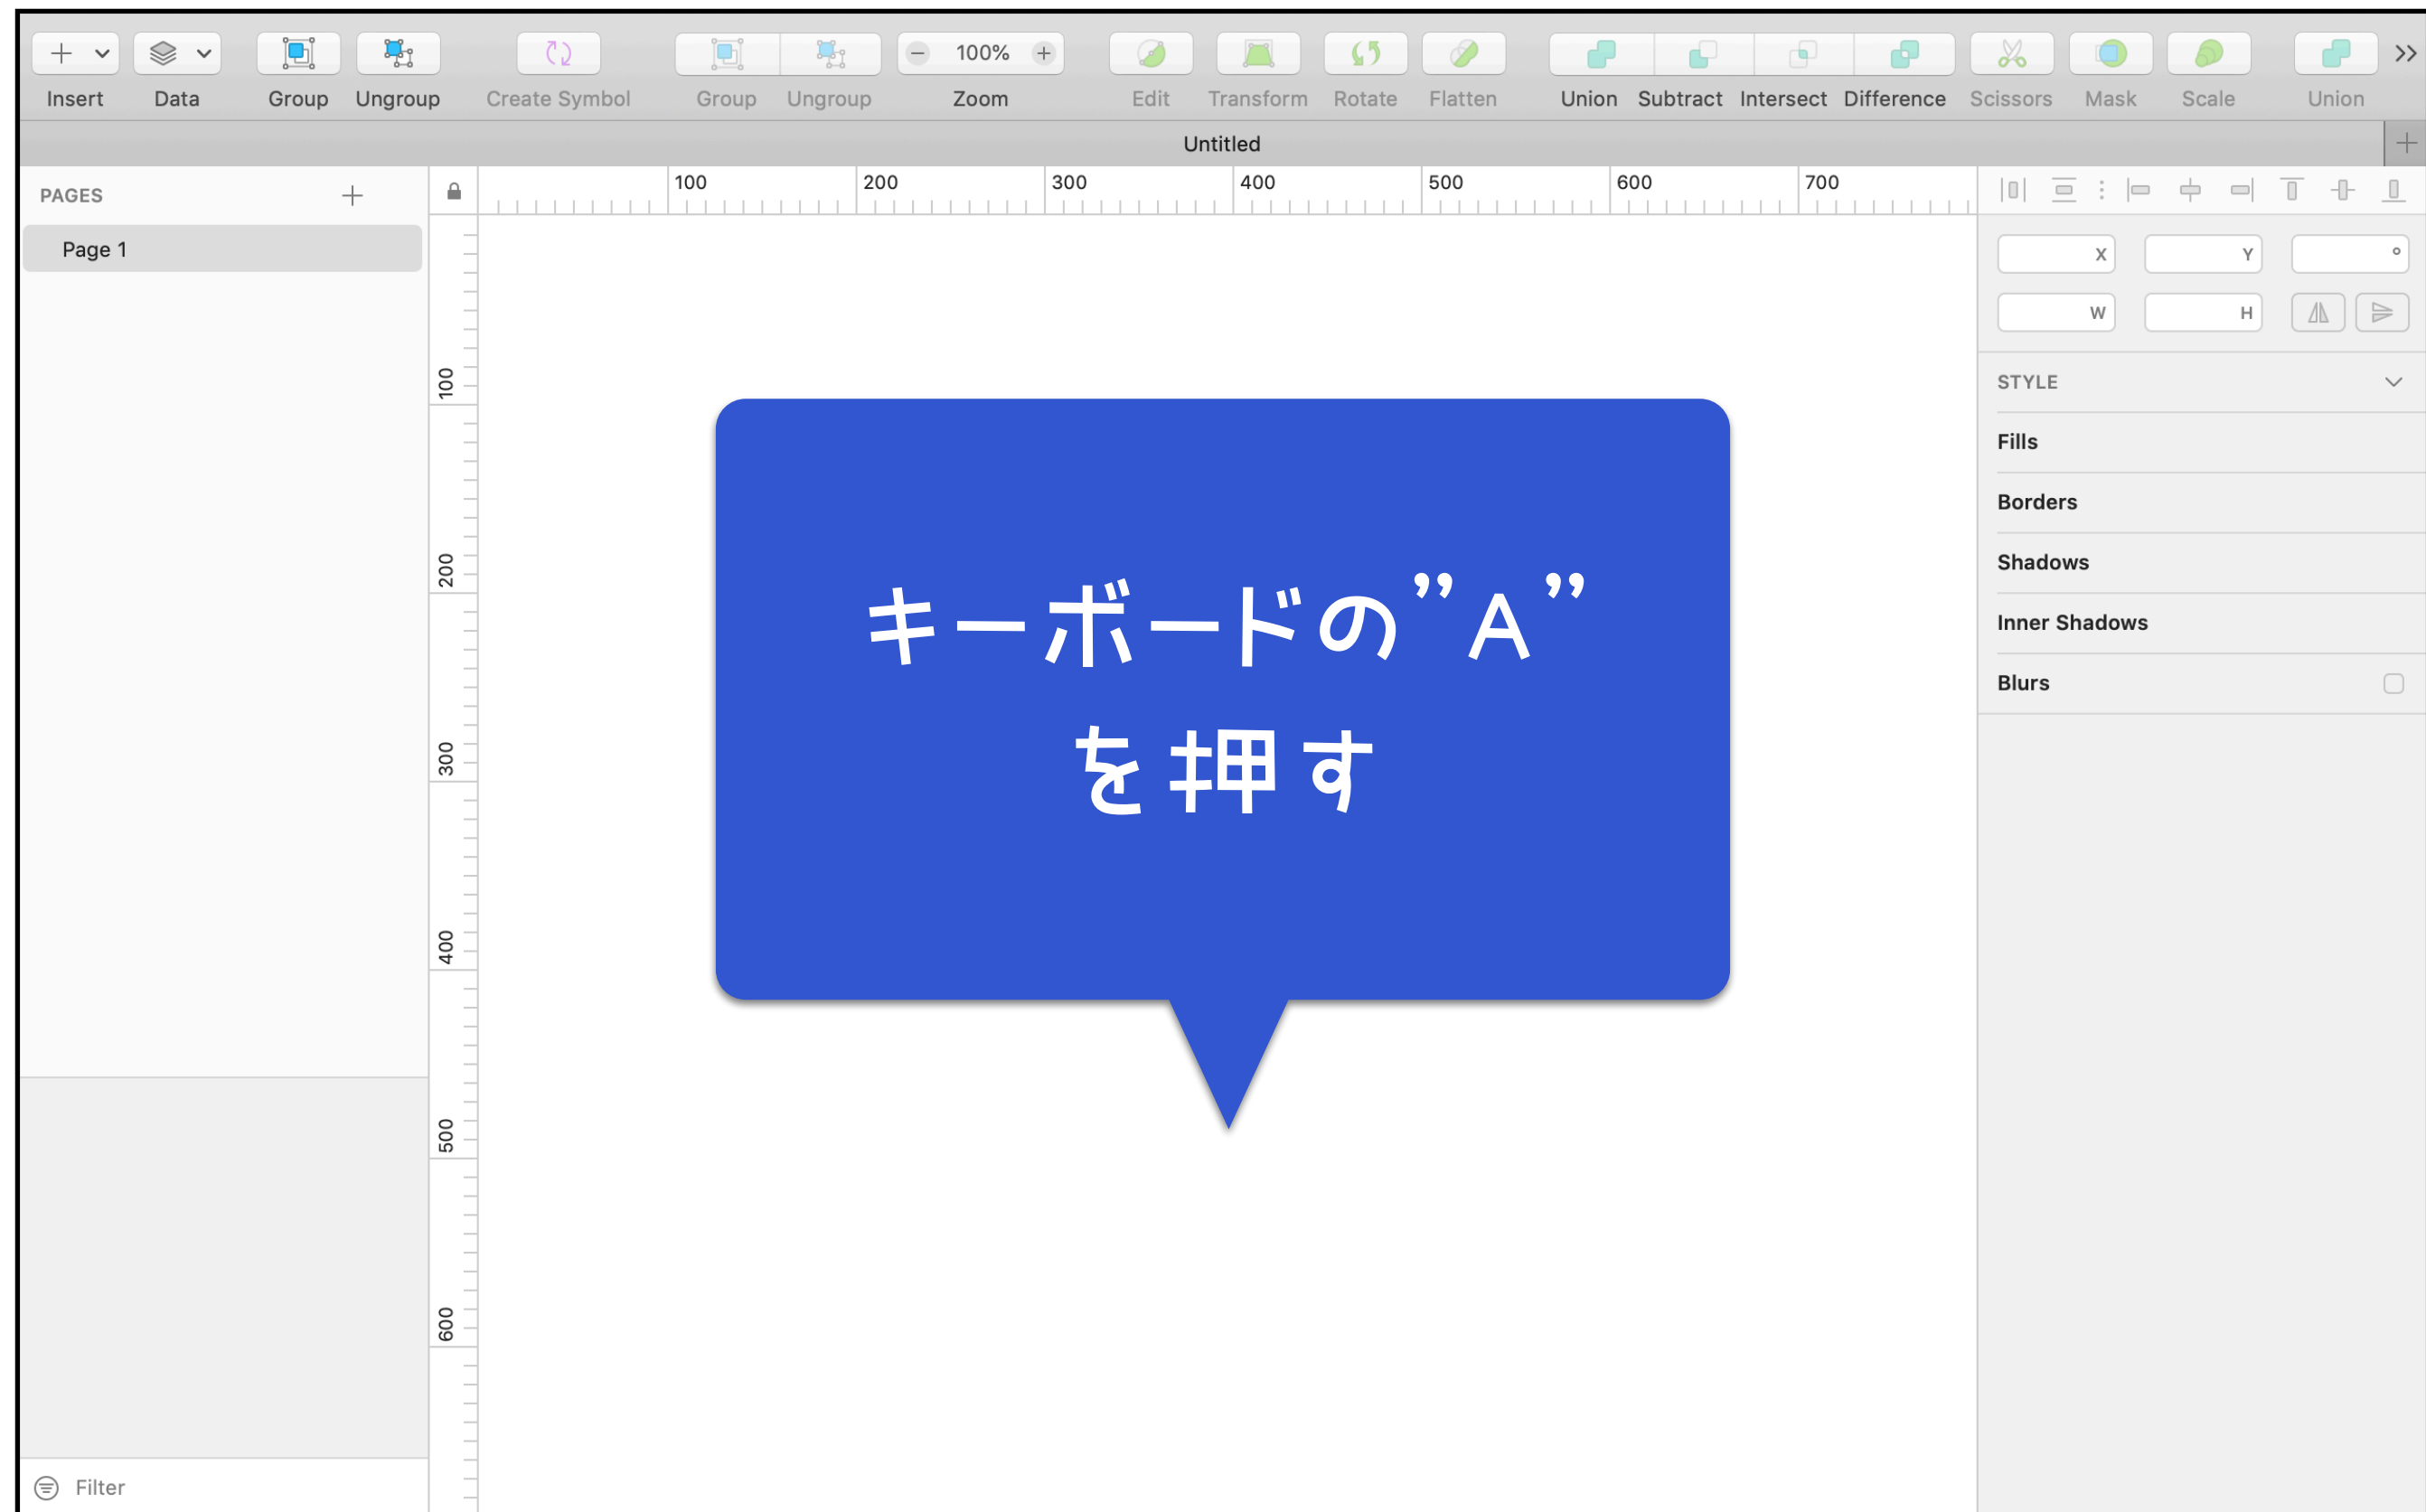 100%
Insert Data Group Ungroup Create Symbol Group Ungroup Zoom Edit Transform Rotate Flatten Union Subtract Intersect Difference Scissors Mask Scale Union
Untitled
PAGES
Page 1
100 200 300 400 500 600 700
100
200
300
400
500
600
キーボードの”A”
を押す
X Y °
W H
STYLE
Fills
Borders
Shadows
Inner Shadows
Blurs
Filter